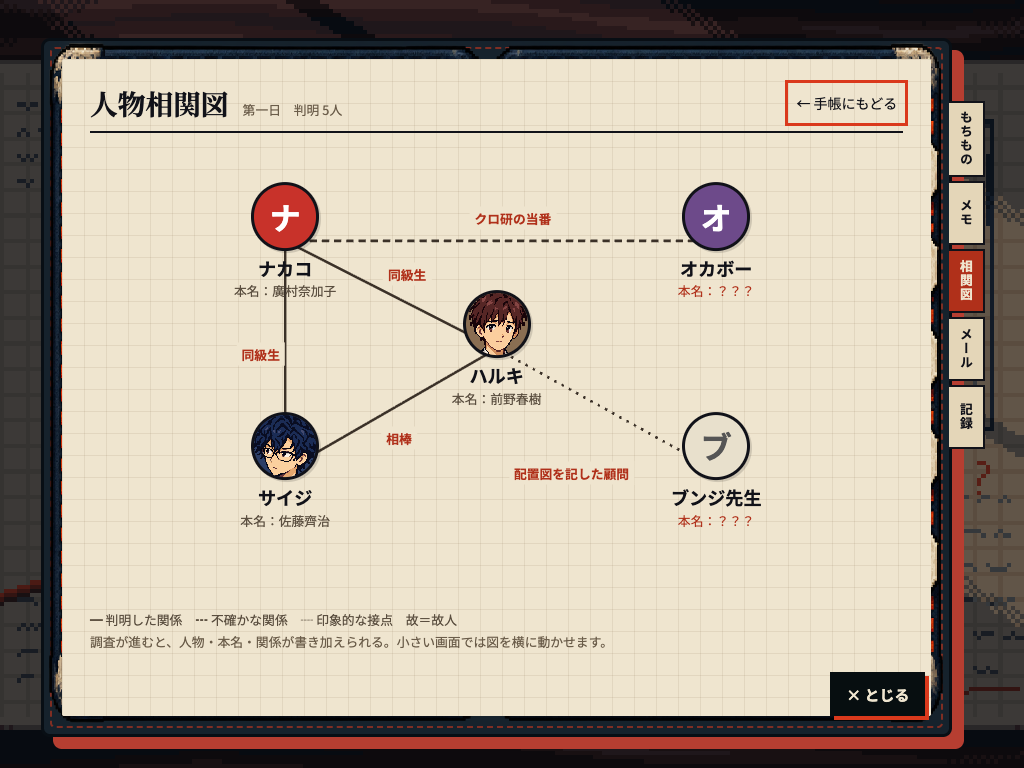 人物相関図 第一日 判明5人
← 手帳にもどる
もちもの
メモ
相関図
メール
記録
ナ
ナカコ
本名：廣村奈加子
クロ研の当番
オ
オカボー
本名：？？？
同級生
ハルキ
本名：前野春樹
同級生
相棒
サイジ
本名：佐藤齊治
配置図を記した顧問
ブ
ブンジ先生
本名：？？？
━ 判明した関係 ┅ 不確かな関係 ┈ 印象的な接点 故＝故人
調査が進むと、人物・本名・関係が書き加えられる。小さい画面では図を横に動かせます。
× とじる